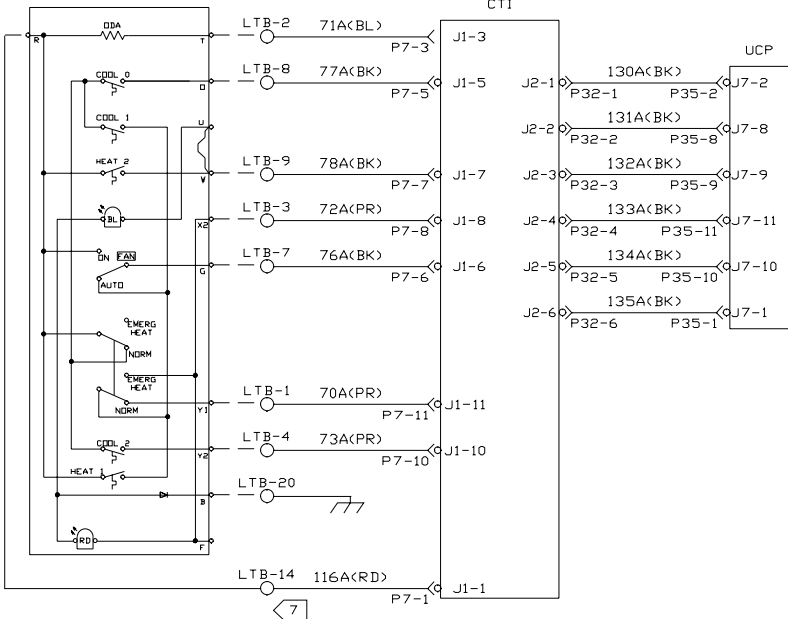 CTI
ODA
R
T
LTB-2
71A(BL)
P7-3
J1-3
UCP
COOL 0
O
LTB-8
77A(BK)
P7-5
J1-5
J2-1
130A(BK)
P32-1
P35-2
J7-2
COOL 1
U
J2-2
131A(BK)
P32-2
P35-8
J7-8
HEAT 2
W
LTB-9
78A(BK)
P7-7
J1-7
J2-3
132A(BK)
P32-3
P35-9
J7-9
BL
X2
LTB-3
72A(PR)
P7-8
J1-8
J2-4
133A(BK)
P32-4
P35-11
J7-11
ON
FAN
AUTO
G
LTB-7
76A(BK)
P7-6
J1-6
J2-5
134A(BK)
P32-5
P35-10
J7-10
J2-6
135A(BK)
P32-6
P35-1
J7-1
EMERG
HEAT
NORM
EMERG
HEAT
NORM
Y1
LTB-1
70A(PR)
P7-11
J1-11
COOL 2
Y2
LTB-4
73A(PR)
P7-10
J1-10
HEAT 1
B
LTB-20
RD
F
LTB-14
116A(RD)
P7-1
J1-1
7